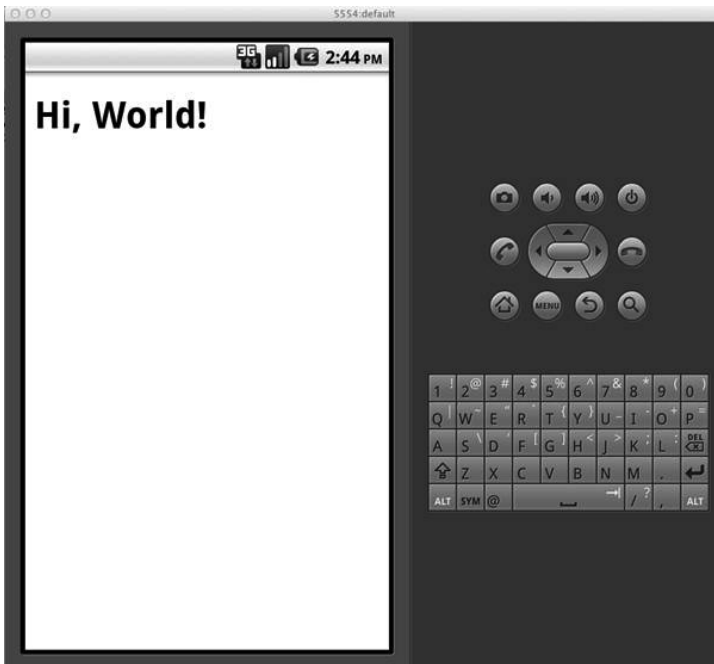 5554:default
3G 2:44 PM
Hi, World!
MENU
1 ! 2 @ 3 # 4 $ 5 % 6 ^ 7 & 8 * 9 ( 0 )
Q | W ~ E " R ` T { Y } U _ I - O + P =
A S \ D ' F [ G ] H < J > K ; L : DEL
Z X C V B N M .
ALT SYM @ / ? , ALT